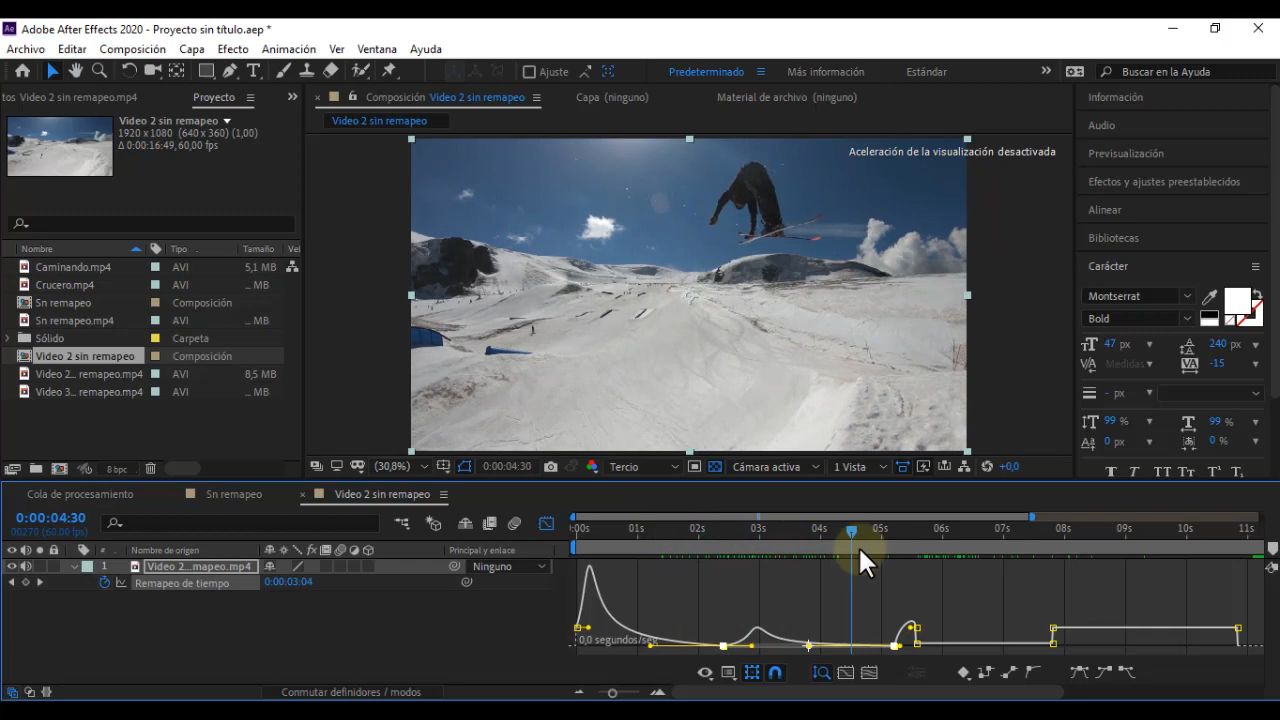 Ae Adobe After Effects 2020 - Proyecto sin título.aep *
Archivo Editar Composición Capa Efecto Animación Ver Ventana Ayuda
Ajuste Predeterminado Más información Estándar Buscar en la Ayuda
tos Video 2 sin remapeo.mp4 Proyecto Composición Video 2 sin remapeo Capa (ninguno) Material de archivo (ninguno) Información
Video 2 sin remapeo
1920 x 1080 (640 x 360) (1,00)
Δ 0:00:16:49, 60,00 fps
Video 2 sin remapeo
Aceleración de la visualización desactivada
Audio
Previsualización
Efectos y ajustes preestablecidos
Alinear
Bibliotecas
Carácter
Nombre Tipo Tamaño Vel
Caminando.mp4 AVI 5,1 MB
Crucero.mp4 AVI ... MB
Sn remapeo Composición
Sn remapeo.mp4 AVI ... MB
Sólido Carpeta
Video 2 sin remapeo Composición
Video 2... remapeo.mp4 AVI 8,5 MB
Video 3... remapeo.mp4 AVI ... MB
Montserrat
Bold
47 px 240 px
Medidas -15
- px
99 % 99 %
0 px 0 %
8 bpc (30,8%) 0:00:04:30 Tercio Cámara activa 1 Vista +0,0
Cola de procesamiento Sn remapeo Video 2 sin remapeo
0:00:04:30
00270 (60.00 fps)
:00s 01s 02s 03s 04s 05s 06s 07s 08s 09s 10s 11s
# Nombre de origen Principal y enlace
1 Video 2...mapeo.mp4 Ninguno
Remapeo de tiempo 0:00:03:04
0,0 segundos/seg.
Conmutar definidores / modos